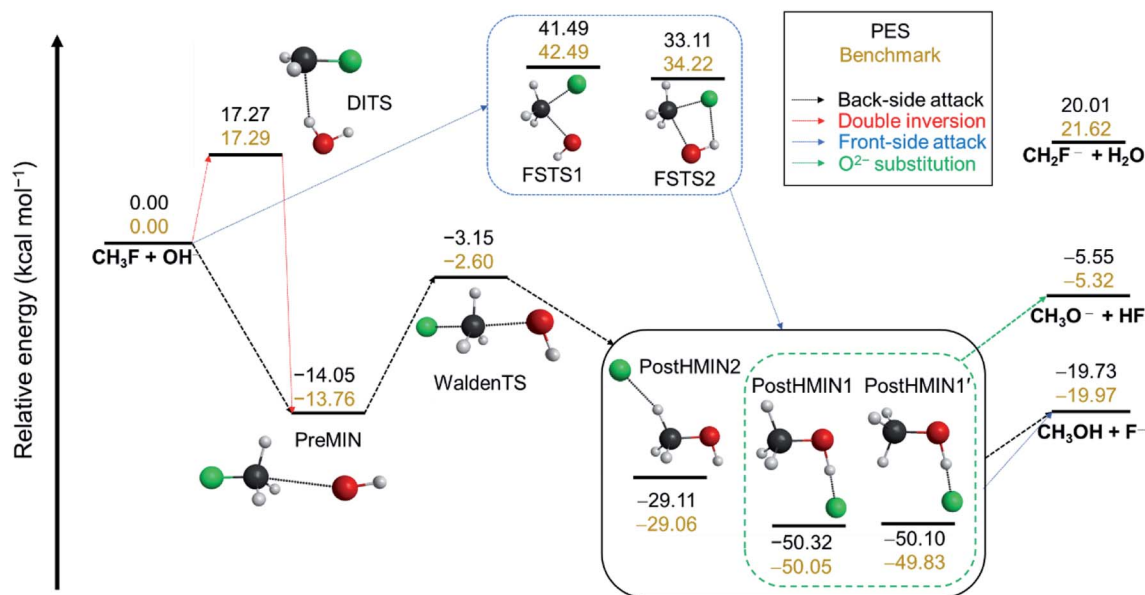 Relative energy (kcal mol⁻¹)
0.00
0.00
CH₃F + OH⁻
17.27
17.29
DITS
−14.05
−13.76
PreMIN
−3.15
−2.60
WaldenTS
41.49
42.49
FSTS1
33.11
34.22
FSTS2
PES
Benchmark
Back-side attack
Double inversion
Front-side attack
O²⁻ substitution
PostHMIN2
−29.11
−29.06
PostHMIN1
−50.32
−50.05
PostHMIN1′
−50.10
−49.83
20.01
21.62
CH₂F⁻ + H₂O
−5.55
−5.32
CH₃O⁻ + HF
−19.73
−19.97
CH₃OH + F⁻